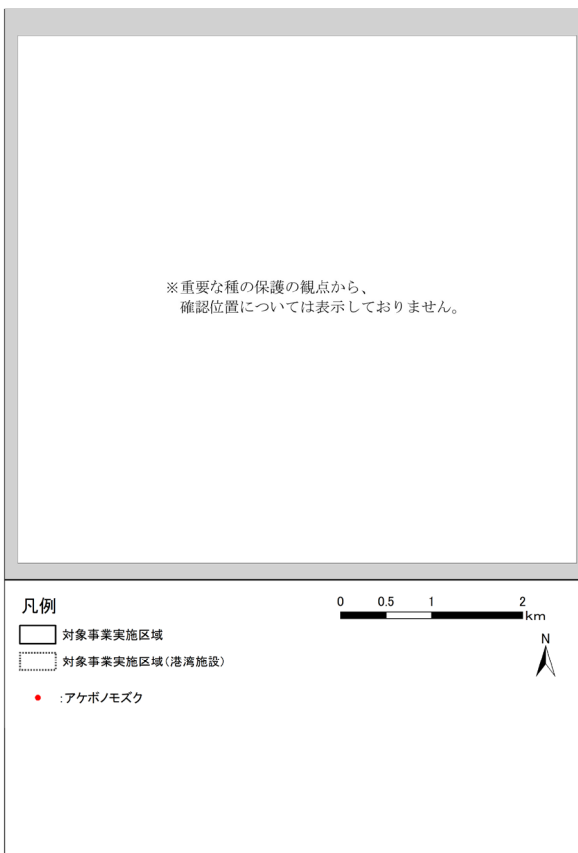 ※重要な種の保護の観点から、
確認位置については表示しておりません。
凡例
0 0.5 1 2
km
対象事業実施区域
N
対象事業実施区域(港湾施設)
:アケボノモズク